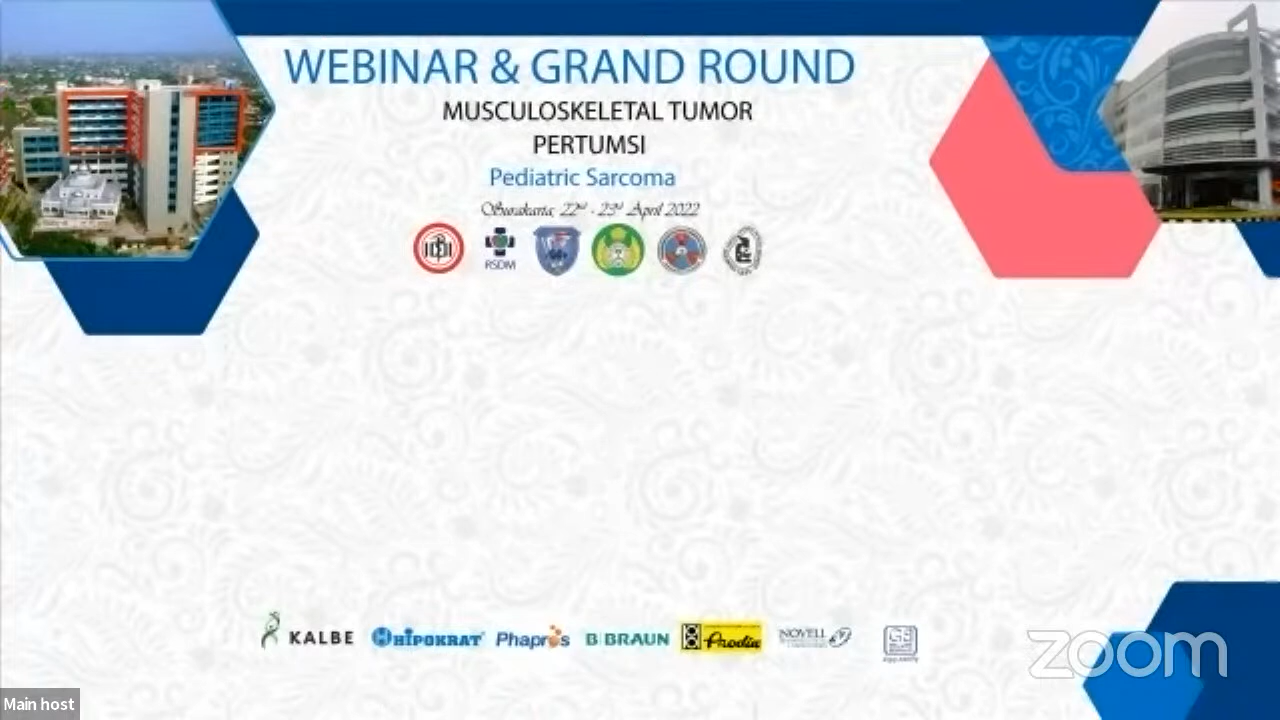 WEBINAR & GRAND ROUND
MUSCULOSKELETAL TUMOR
PERTUMSI
Pediatric Sarcoma
Surakarta, 22nd - 23rd April 2022
IDI
RSDM
KALBE
HIPOKRAT
Phapros
B BRAUN
Prodia
NOVELL
zoom
Main host